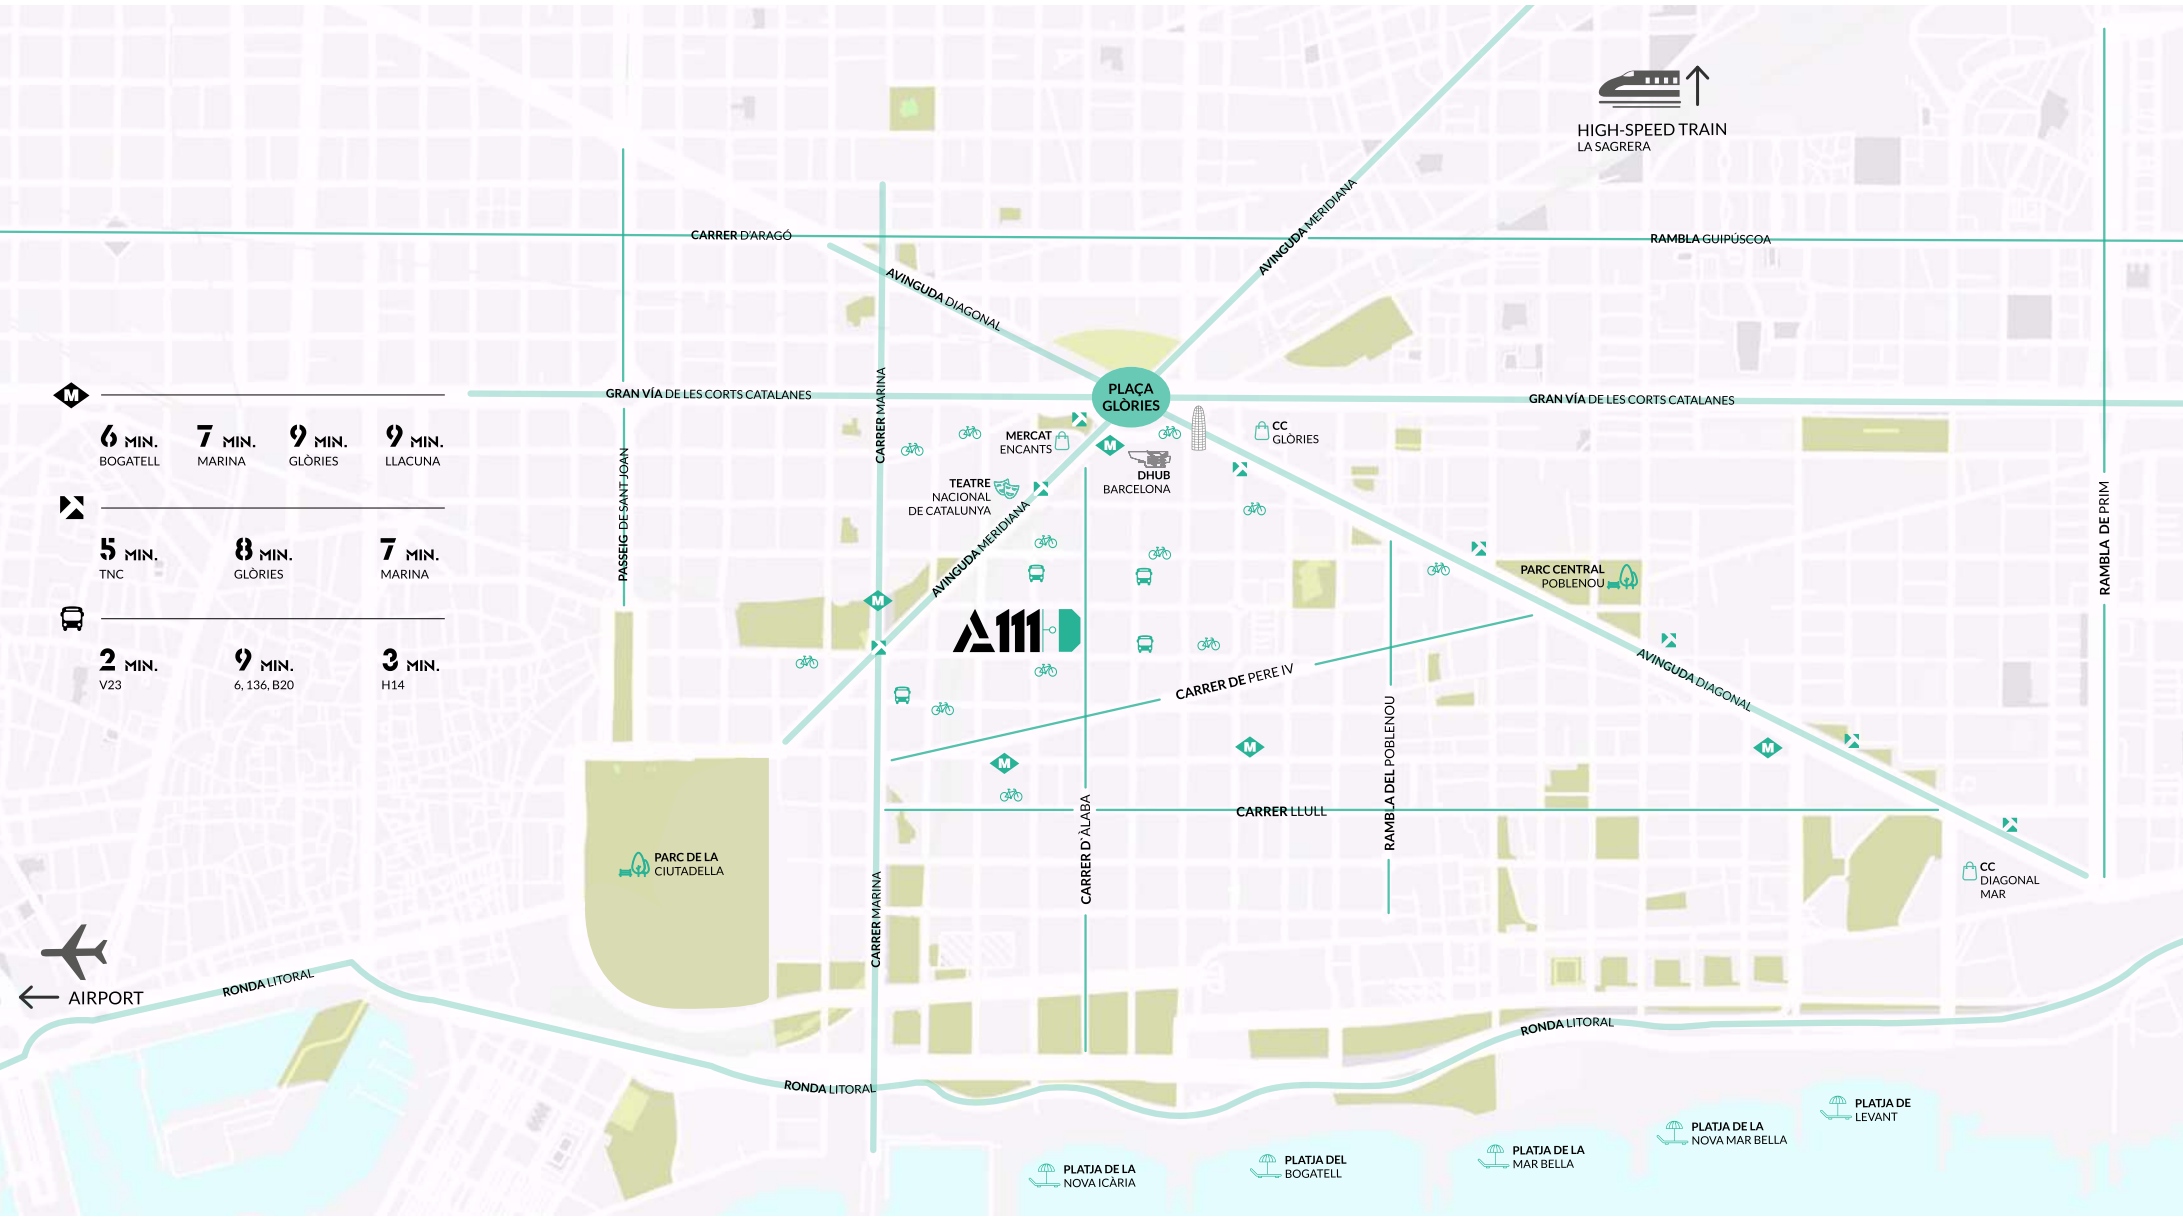 HIGH-SPEED TRAIN
LA SAGRERA
CARRER D'ARAGÓ
RAMBLA GUIPÚSCOA
AVINGUDA MERIDIANA
AVINGUDA DIAGONAL
GRAN VÍA DE LES CORTS CATALANES
PLAÇA
GLÒRIES
GRAN VÍA DE LES CORTS CATALANES
CARRER MARINA
PASSEIG DE SANT JOAN
RAMBLA DE PRIM
M
6 MIN.
BOGATELL
7 MIN.
MARINA
9 MIN.
GLÒRIES
9 MIN.
LLACUNA
5 MIN.
TNC
8 MIN.
GLÒRIES
7 MIN.
MARINA
2 MIN.
V23
9 MIN.
6, 136, B20
3 MIN.
H14
MERCAT
ENCANTS
M
CC
GLÒRIES
DHUB
BARCELONA
TEATRE
NACIONAL
DE CATALUNYA
AVINGUDA MERIDIANA
M
A111
PARC CENTRAL
POBLENOU
CARRER DE PERE IV
AVINGUDA DIAGONAL
RAMBLA DEL POBLENOU
M
M
M
CARRER LLULL
CARRER D'ÀLABA
PARC DE LA
CIUTADELLA
CARRER MARINA
CC
DIAGONAL
MAR
AIRPORT
RONDA LITORAL
RONDA LITORAL
RONDA LITORAL
PLATJA DE LA
NOVA ICÀRIA
PLATJA DEL
BOGATELL
PLATJA DE LA
MAR BELLA
PLATJA DE LA
NOVA MAR BELLA
PLATJA DE
LEVANT